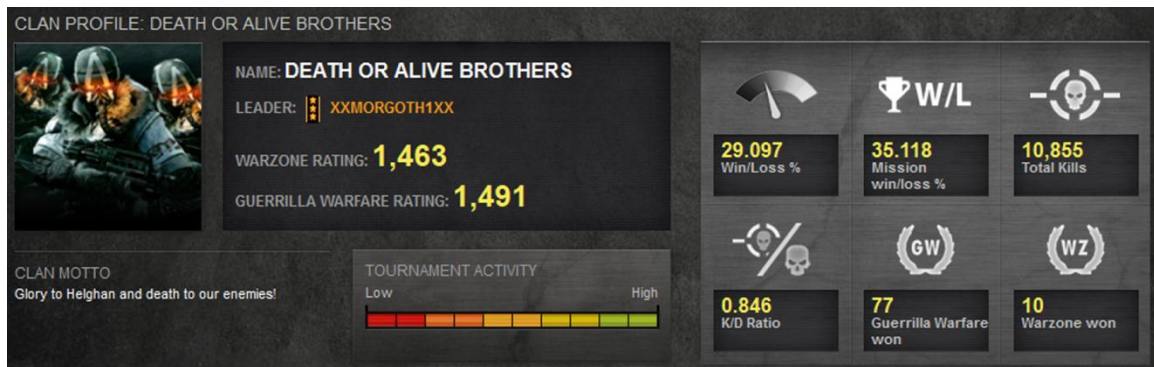 CLAN PROFILE: DEATH OR ALIVE BROTHERS
NAME: DEATH OR ALIVE BROTHERS
LEADER: XXMORGOTH1XX
WARZONE RATING: 1,463
GUERRILLA WARFARE RATING: 1,491
CLAN MOTTO
Glory to Helghan and death to our enemies!
TOURNAMENT ACTIVITY
Low High
W/L
29.097
Win/Loss %
35.118
Mission
win/loss %
10,855
Total Kills
GW
WZ
0.846
K/D Ratio
77
Guerrilla Warfare
won
10
Warzone won